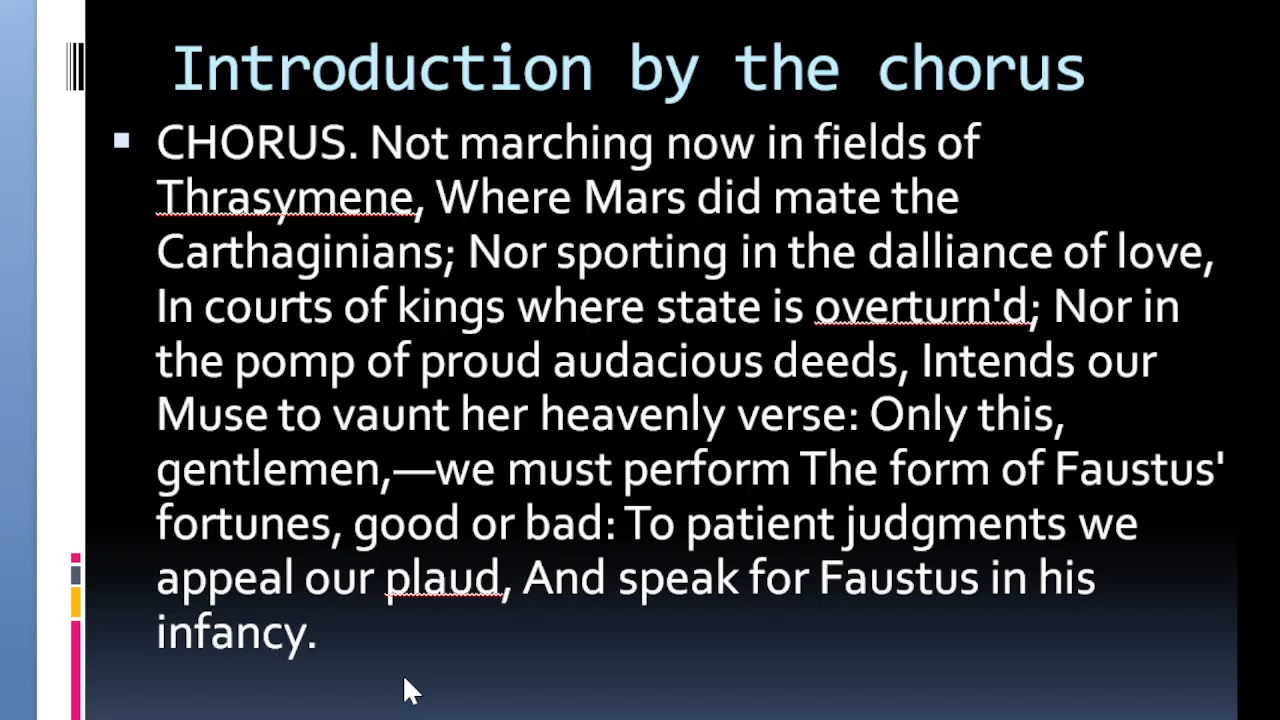 Introduction by the chorus
CHORUS. Not marching now in fields of
Thrasymene, Where Mars did mate the
Carthaginians; Nor sporting in the dalliance of love,
In courts of kings where state is overturn'd; Nor in
the pomp of proud audacious deeds, Intends our
Muse to vaunt her heavenly verse: Only this,
gentlemen,—we must perform The form of Faustus'
fortunes, good or bad: To patient judgments we
appeal our plaud, And speak for Faustus in his
infancy.